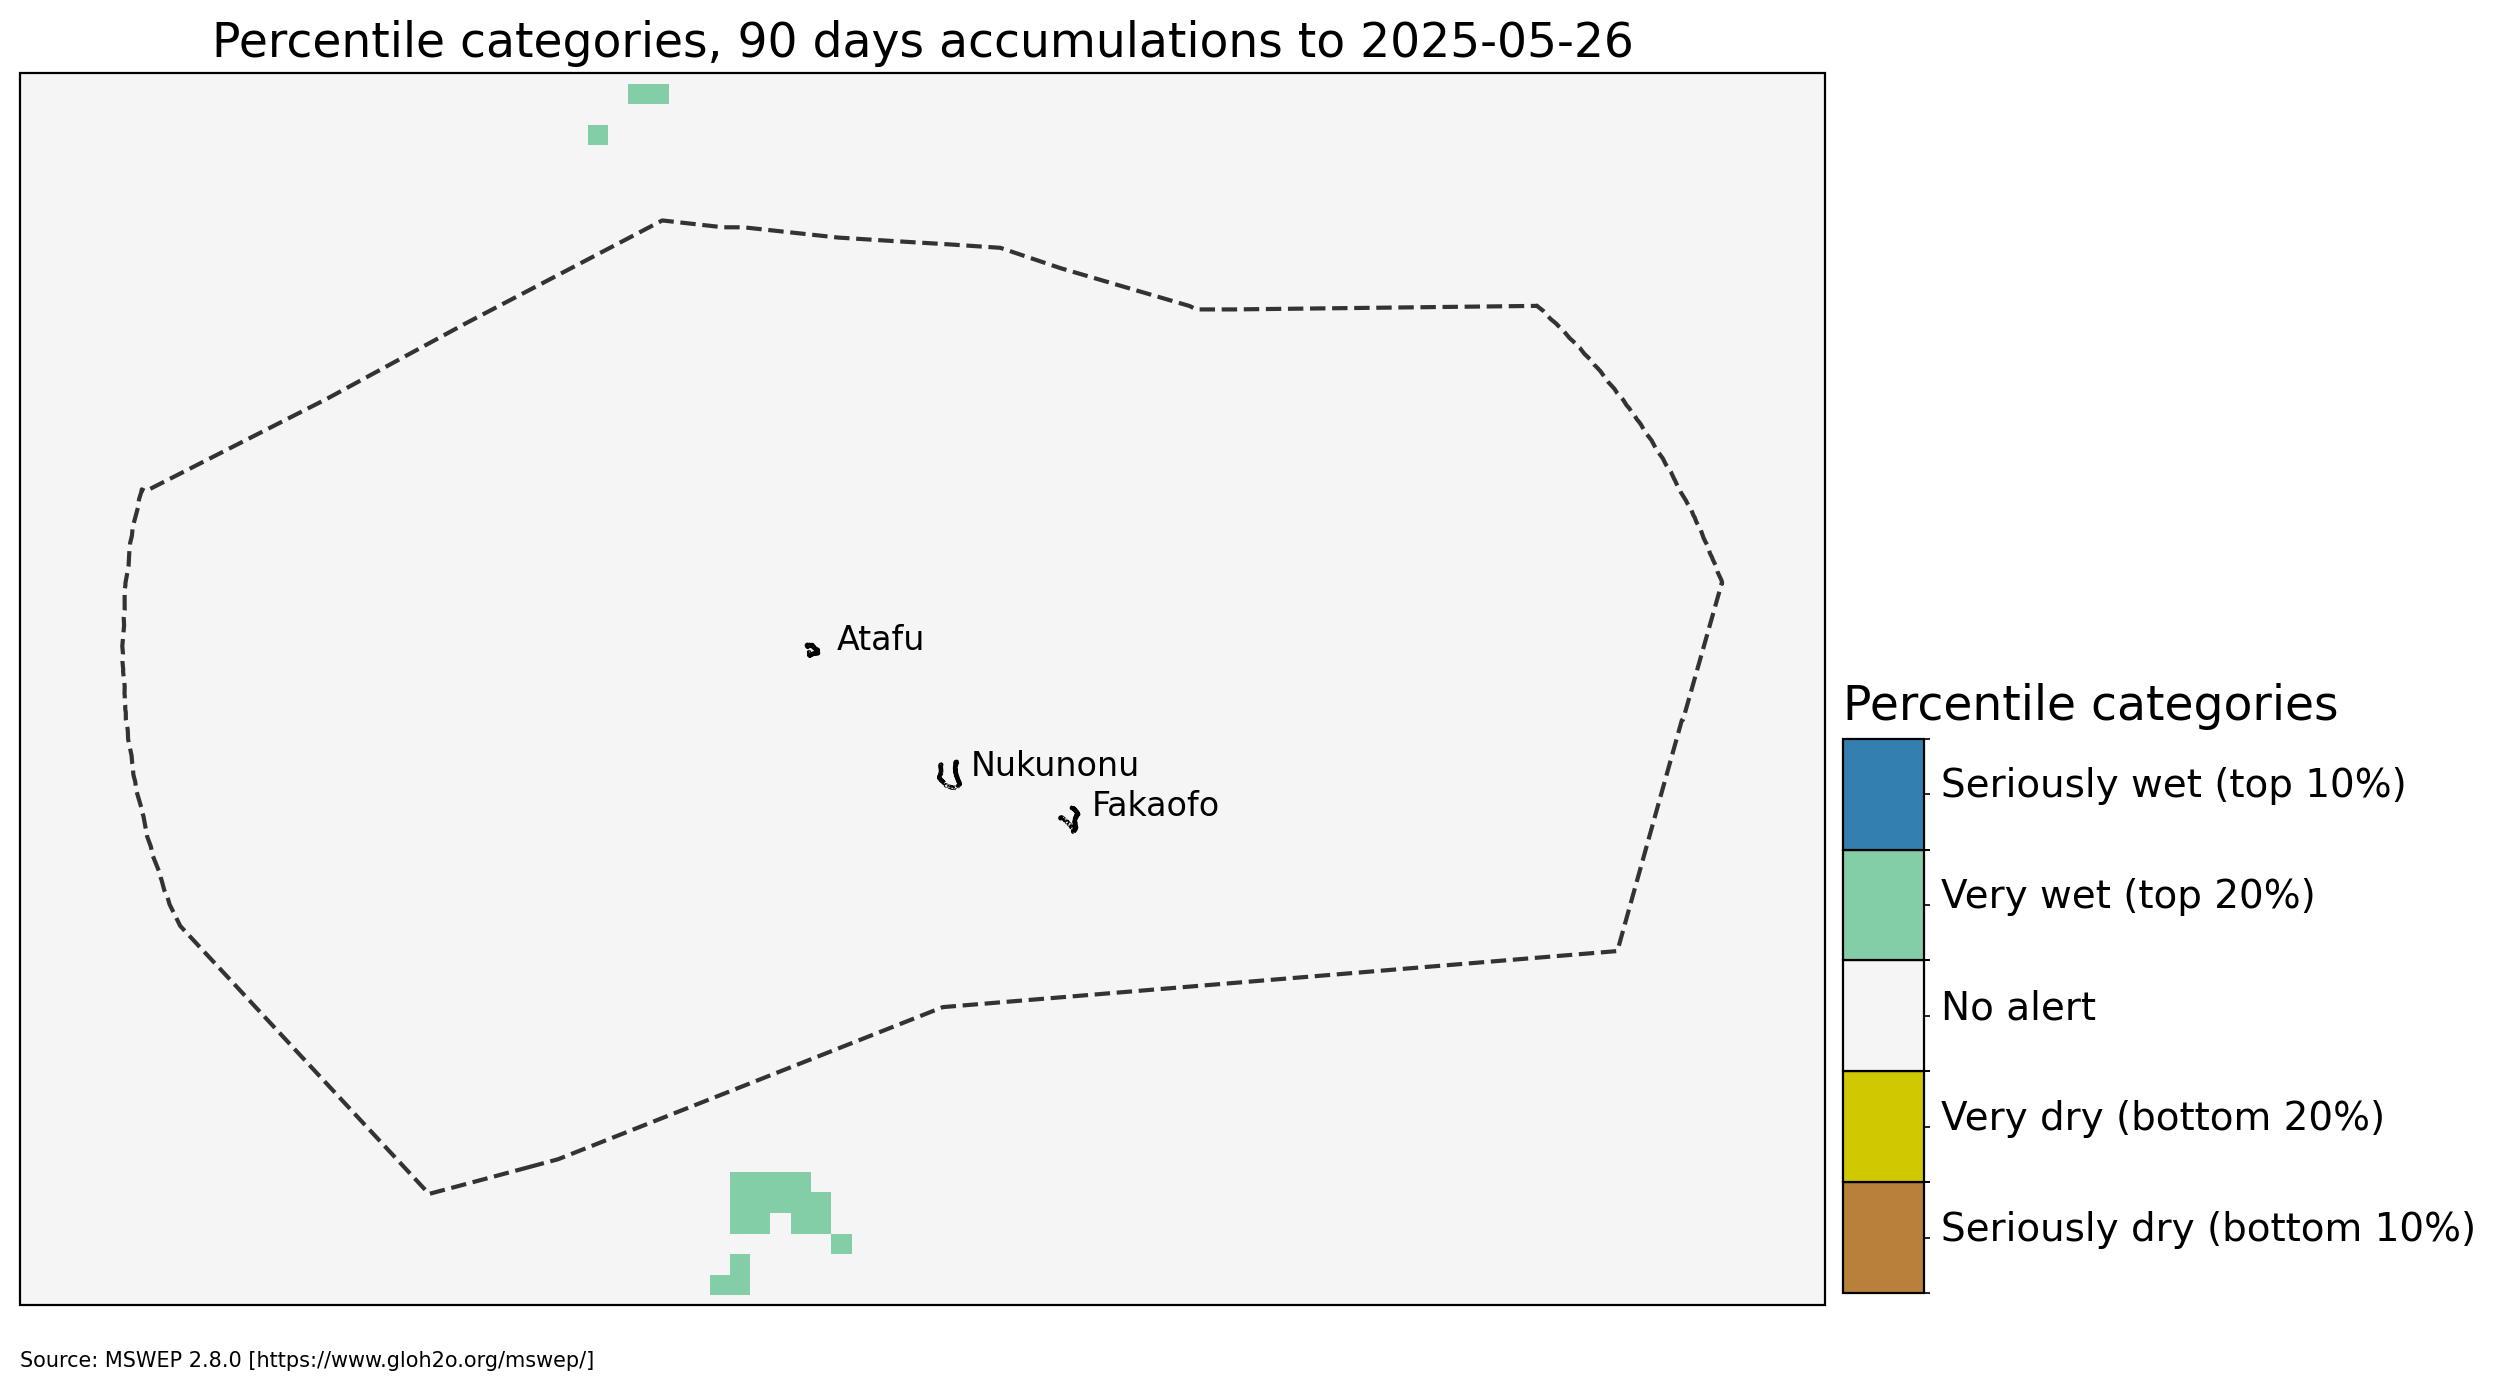 Percentile categories, 90 days accumulations to 2025-05-26
Atafu
Nukunonu
Fakaofo
Percentile categories
Seriously wet (top 10%)
Very wet (top 20%)
No alert
Very dry (bottom 20%)
Seriously dry (bottom 10%)
Source: MSWEP 2.8.0 [https://www.gloh2o.org/mswep/]